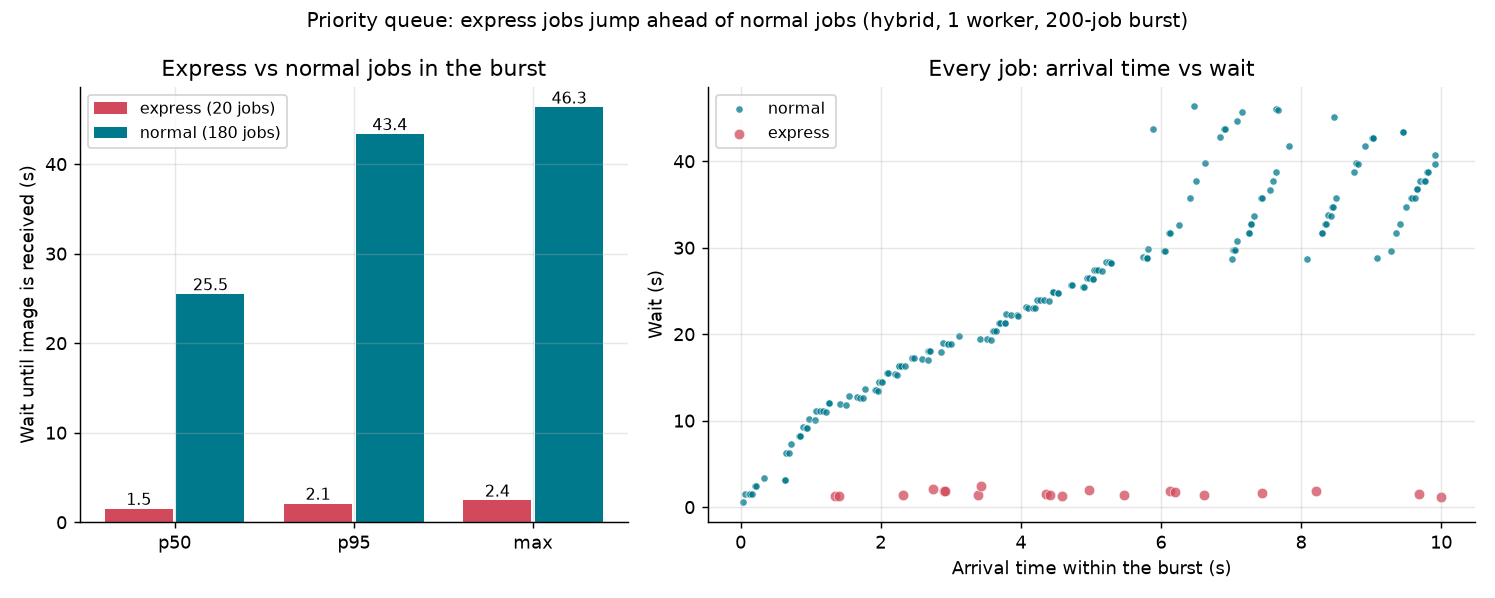 Priority queue: express jobs jump ahead of normal jobs (hybrid, 1 worker, 200-job burst)
Express vs normal jobs in the burst
Wait until image is received (s)
40
30
20
10
0
express (20 jobs)
normal (180 jobs)
1.5
25.5
2.1
43.4
2.4
46.3
p50
p95
max
Every job: arrival time vs wait
Wait (s)
40
30
20
10
0
normal
express
0
2
4
6
8
10
Arrival time within the burst (s)